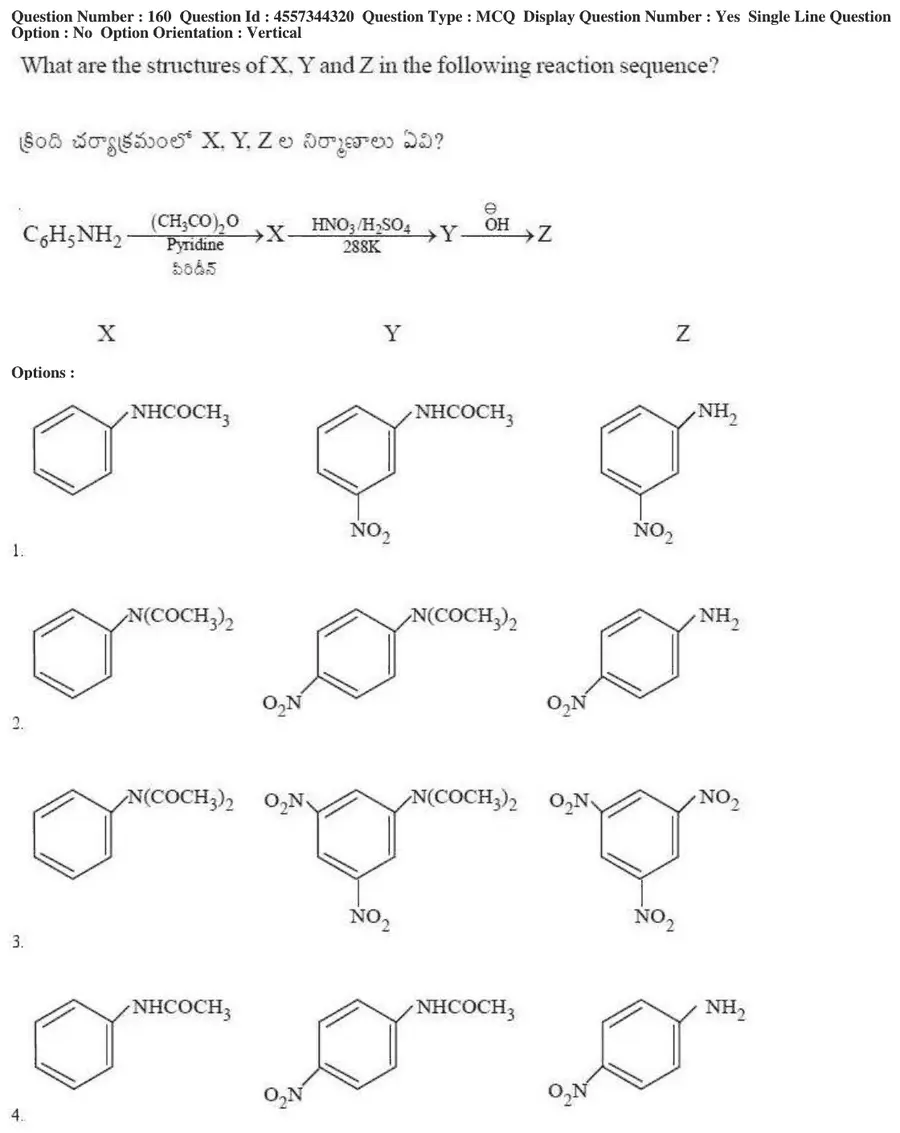 Question Number : 160 Question Id : 4557344320 Question Type : MCQ Display Question Number : Yes Single Line Question
Option : No Option Orientation : Vertical
What are the structures of X, Y and Z in the following reaction sequence?
క్రింది చర్యాక్రమంలో X, Y, Z ల నిర్మాణాలు ఏవి?
C6H5NH2 (CH3CO)2O Pyridine పిరిడీన్ → X HNO3/H2SO4 288K → Y ⊖OH → Z
X Y Z
Options :
NHCOCH3 NHCOCH3 NH2
NO2 NO2
1.
N(COCH3)2 N(COCH3)2 NH2
O2N O2N
2.
N(COCH3)2 O2N N(COCH3)2 O2N NO2
NO2 NO2
3.
NHCOCH3 NHCOCH3 NH2
O2N O2N
4.